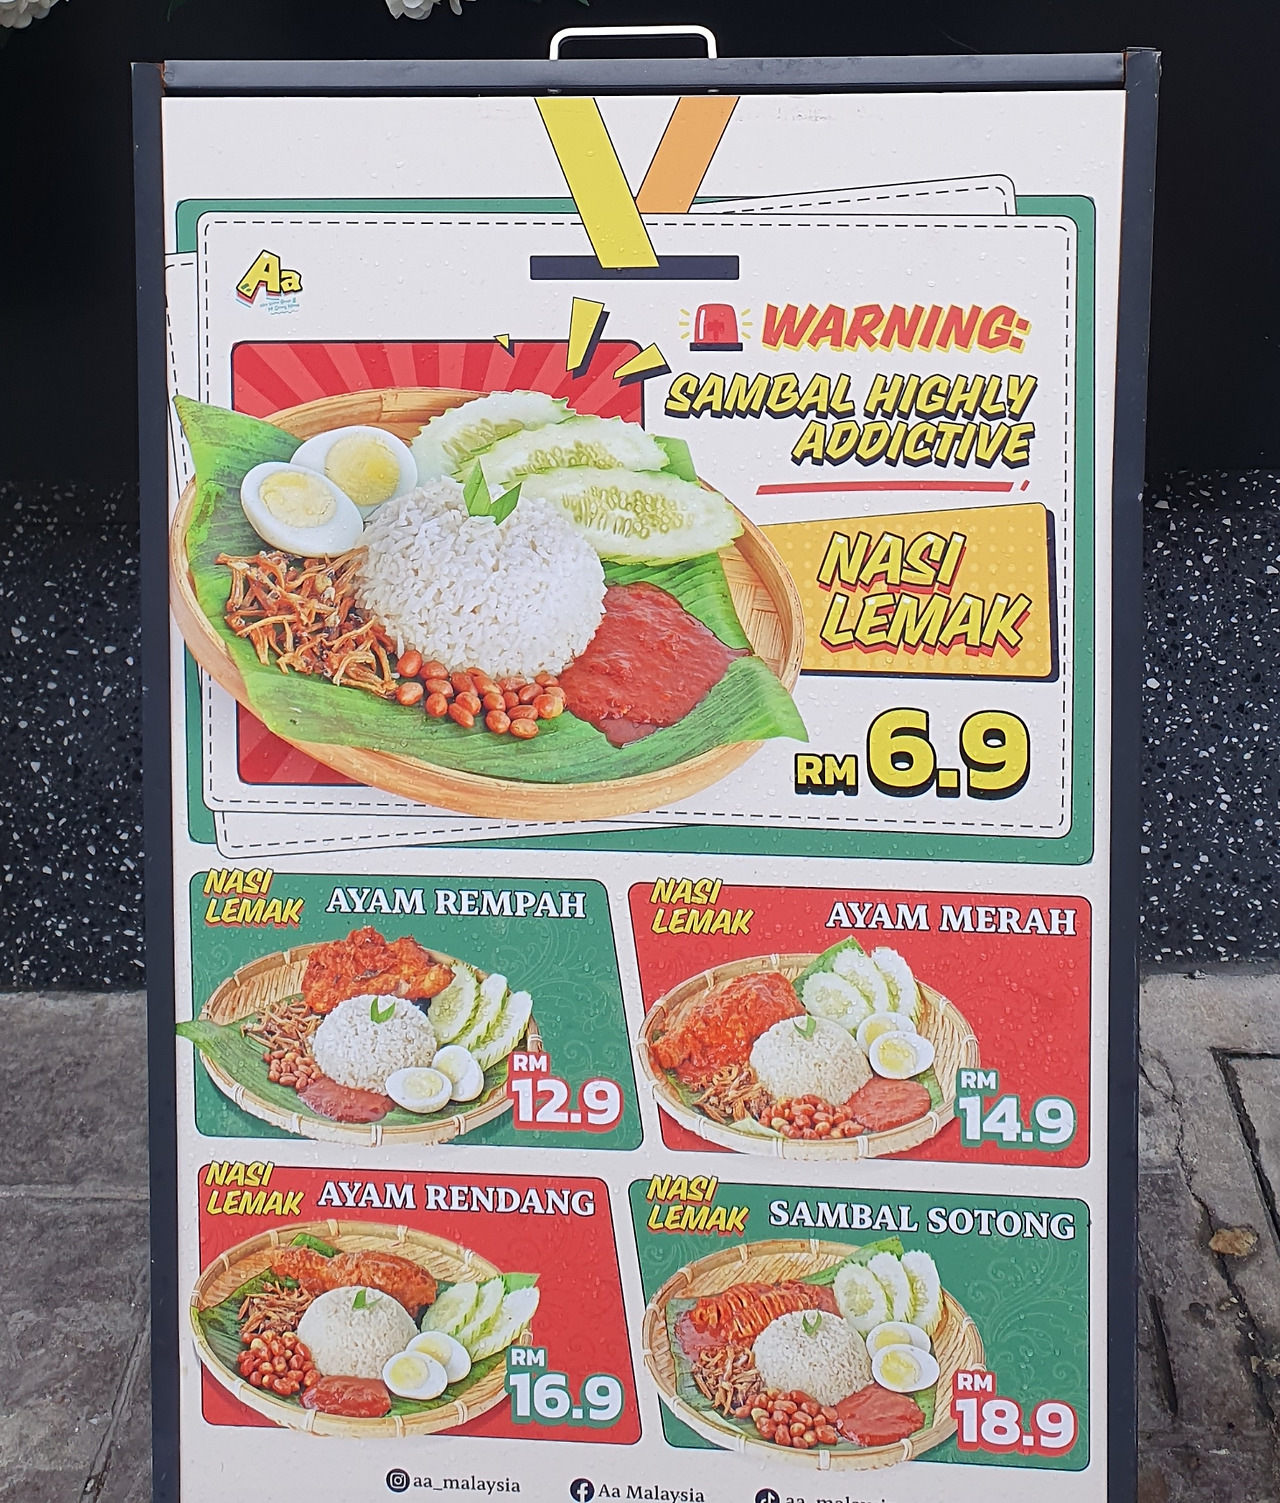 Aa
WARNING:
SAMBAL HIGHLY
ADDICTIVE
NASI
LEMAK
RM 6.9
NASI
LEMAK
AYAM REMPAH
RM
12.9
NASI
LEMAK
AYAM MERAH
RM
14.9
NASI
LEMAK
AYAM RENDANG
RM
16.9
NASI
LEMAK
SAMBAL SOTONG
RM
18.9
aa_malaysia
Aa Malaysia